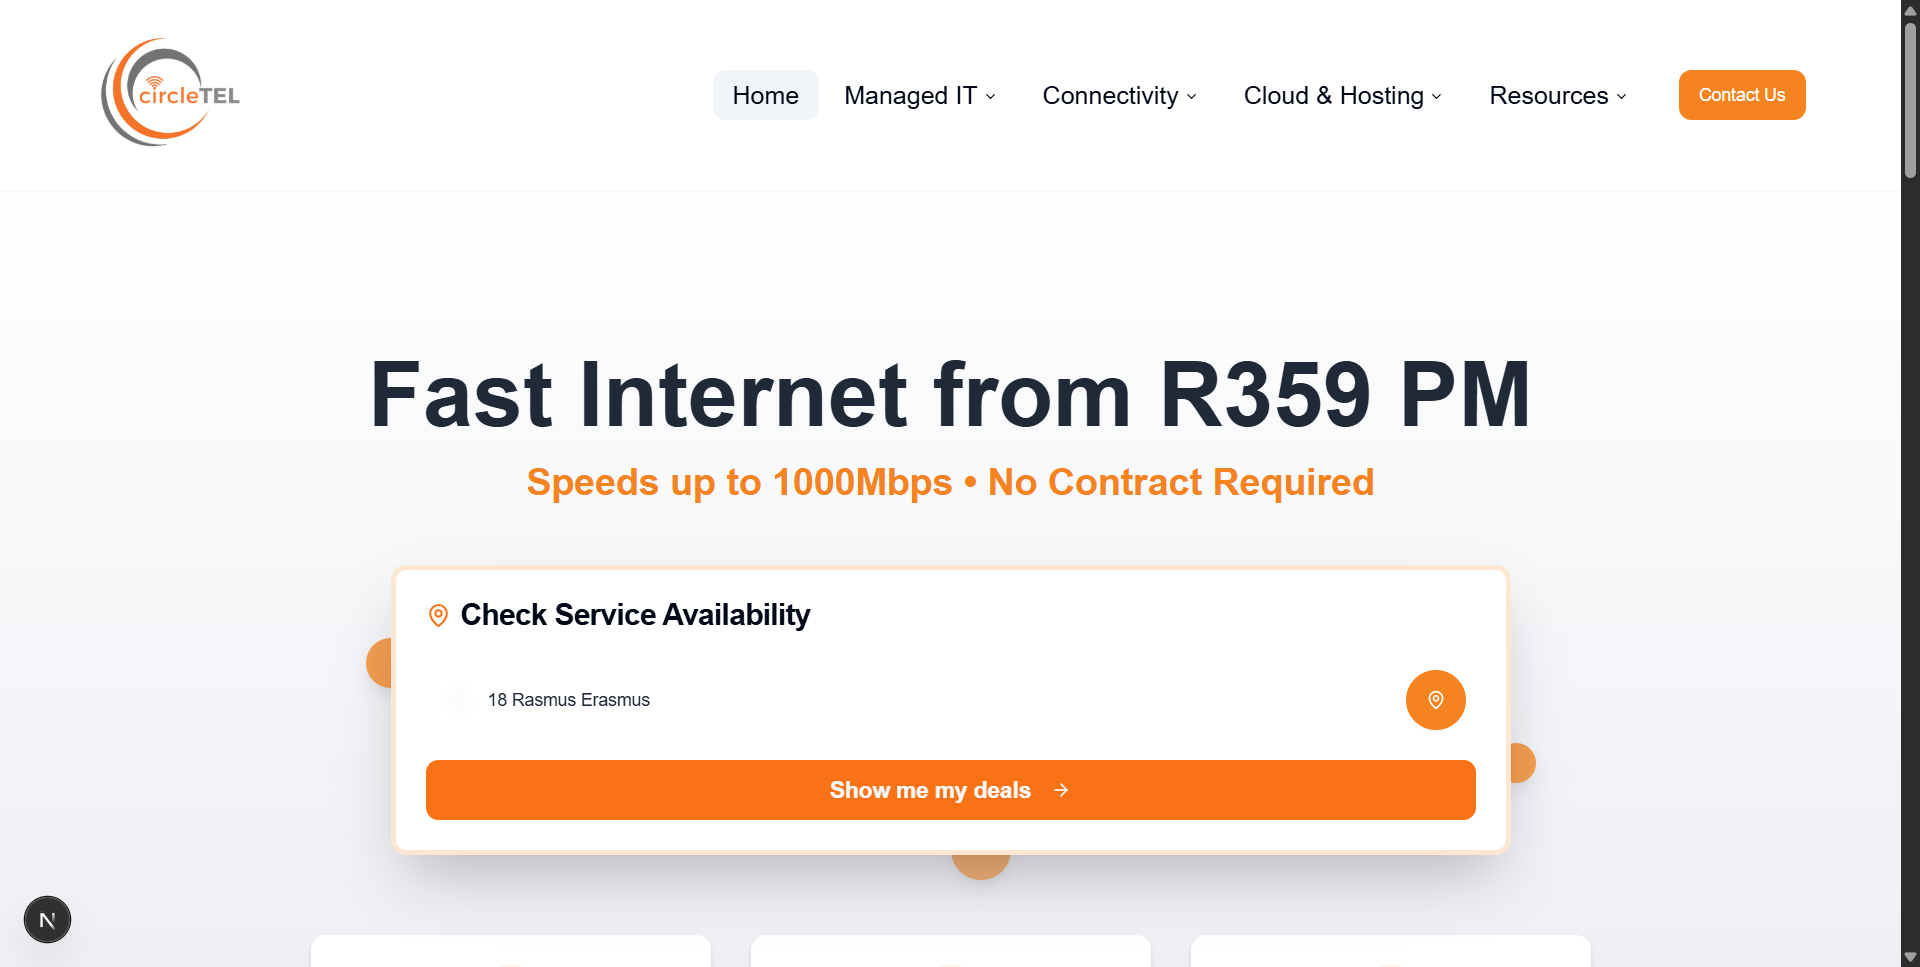 circleTEL
Home
Managed IT
Connectivity
Cloud & Hosting
Resources
Contact Us
Fast Internet from R359 PM
Speeds up to 1000Mbps • No Contract Required
Check Service Availability
18 Rasmus Erasmus
Show me my deals →
N